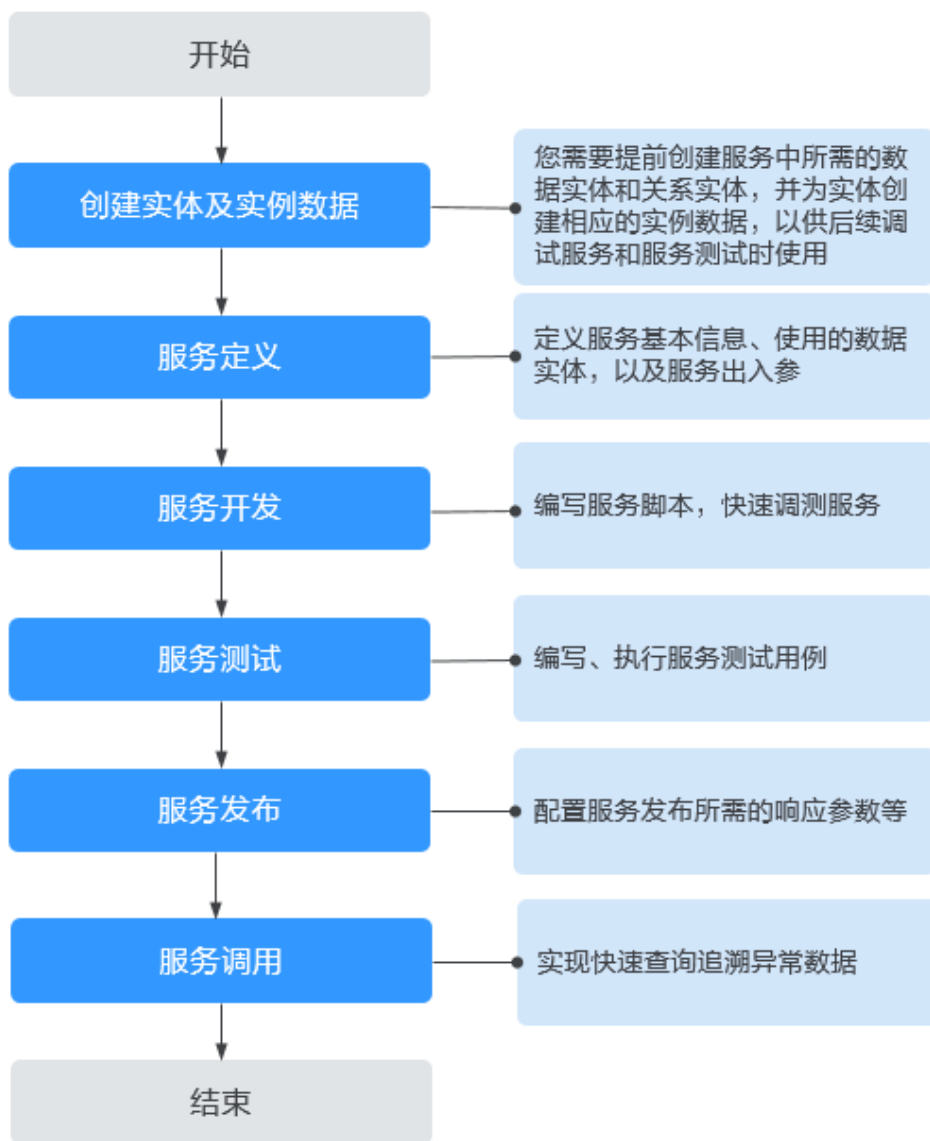 开始
创建实体及实例数据
您需要提前创建服务中所需的数
据实体和关系实体，并为实体创
建相应的实例数据，以供后续调
试服务和服务测试时使用
服务定义
定义服务基本信息、使用的数据
实体，以及服务出入参
服务开发
编写服务脚本，快速调测服务
服务测试
编写、执行服务测试用例
服务发布
配置服务发布所需的响应参数等
服务调用
实现快速查询追溯异常数据
结束